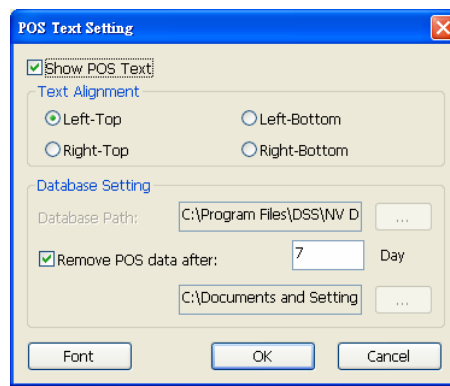 POS Text Setting
Show POS Text
Text Alignment
Left-Top
Left-Bottom
Right-Top
Right-Bottom
Database Setting
Database Path: C:\Program Files\DSS\NV D ...
Remove POS data after: 7 Day
C:\Documents and Setting ...
Font OK Cancel